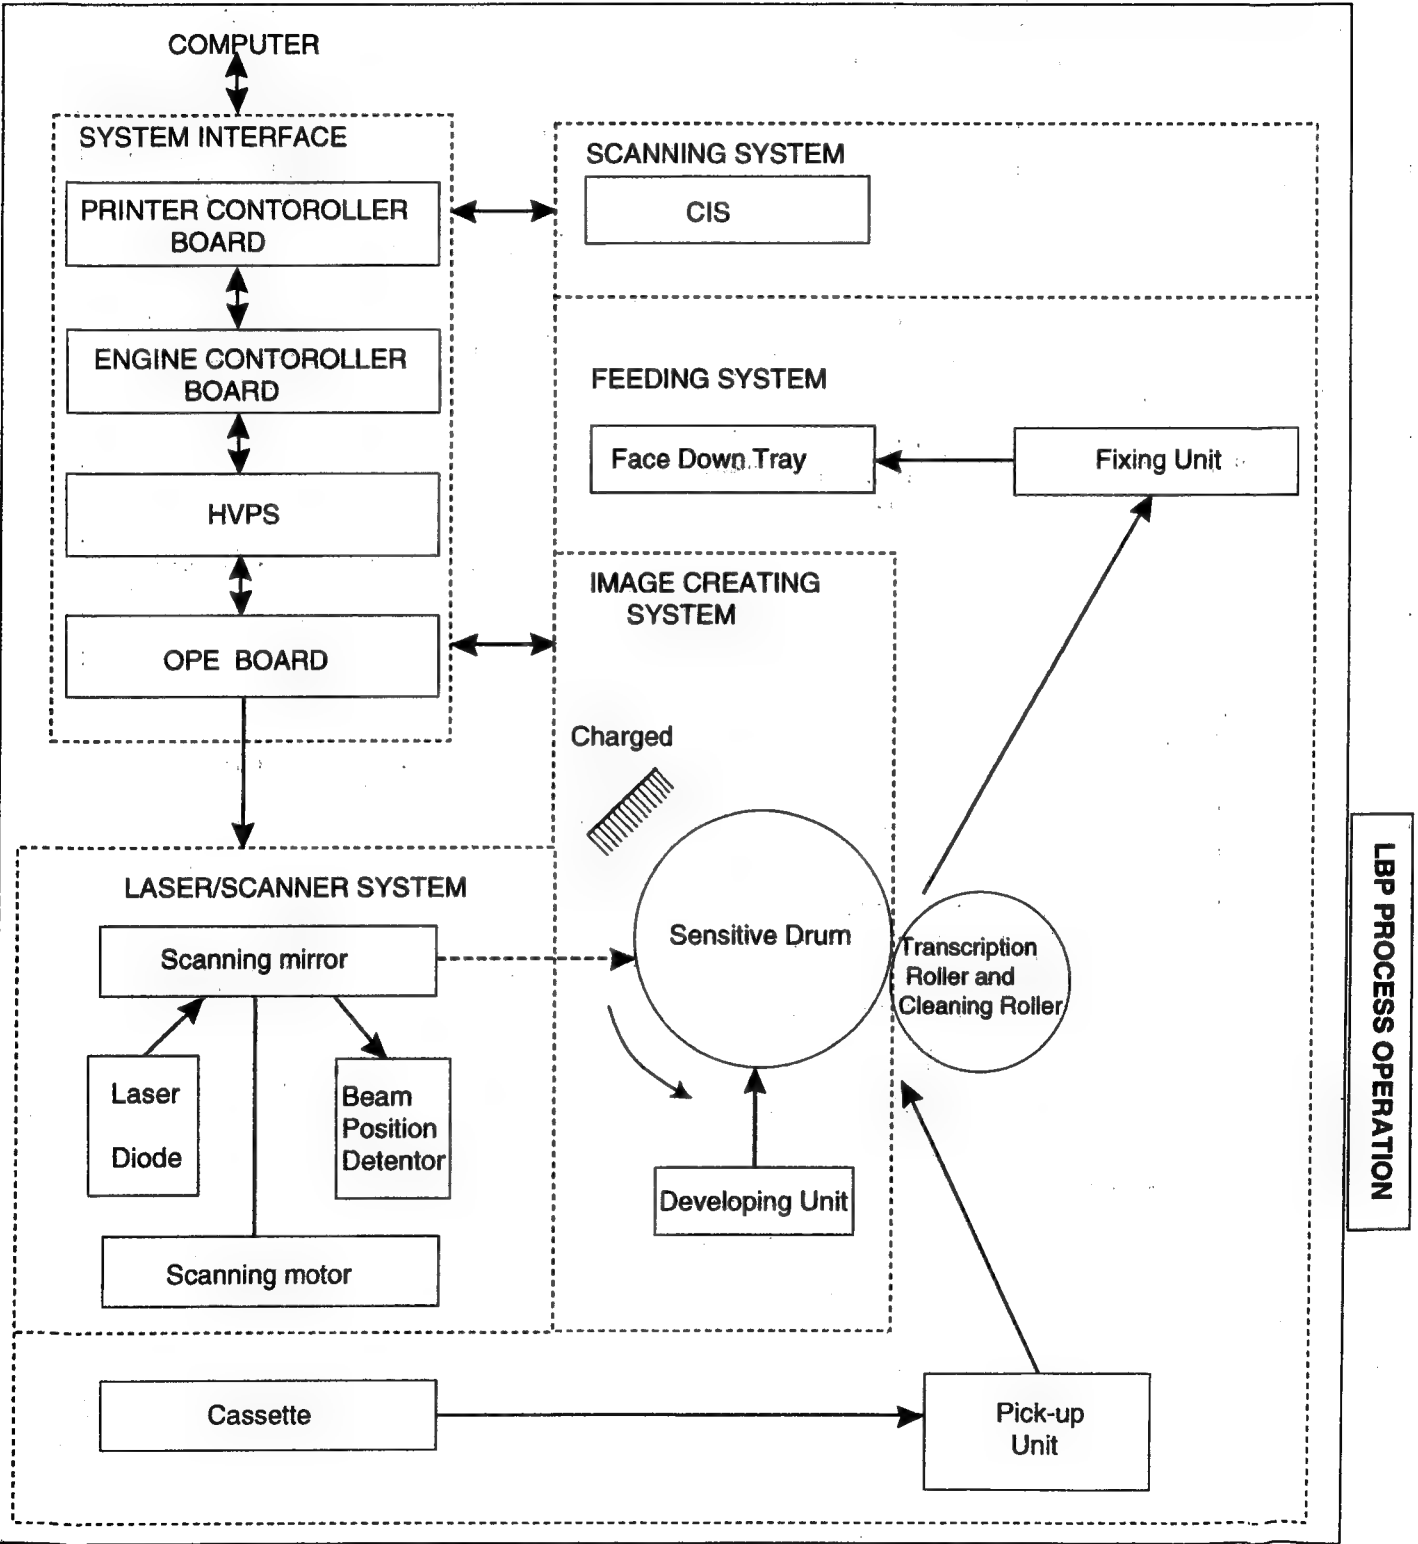 COMPUTER
SYSTEM INTERFACE
PRINTER CONTOROLLER
BOARD
ENGINE CONTOROLLER
BOARD
HVPS
OPE BOARD
SCANNING SYSTEM
CIS
FEEDING SYSTEM
Face Down Tray
Fixing Unit
IMAGE CREATING
SYSTEM
Charged
Sensitive Drum
Transcription
Roller and
Cleaning Roller
Developing Unit
LASER/SCANNER SYSTEM
Scanning mirror
Laser
Diode
Beam
Position
Detentor
Scanning motor
Cassette
Pick-up
Unit
LBP PROCESS OPERATION